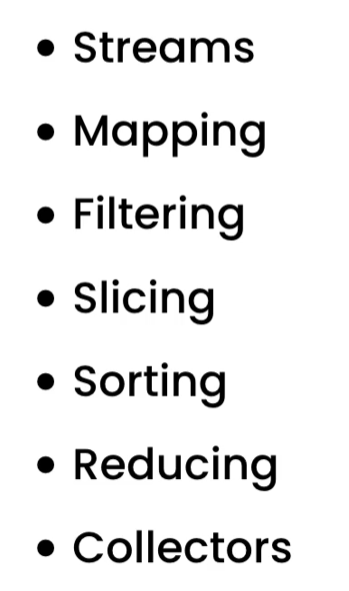 • Streams
• Mapping
• Filtering
• Slicing
• Sorting
• Reducing
• Collectors